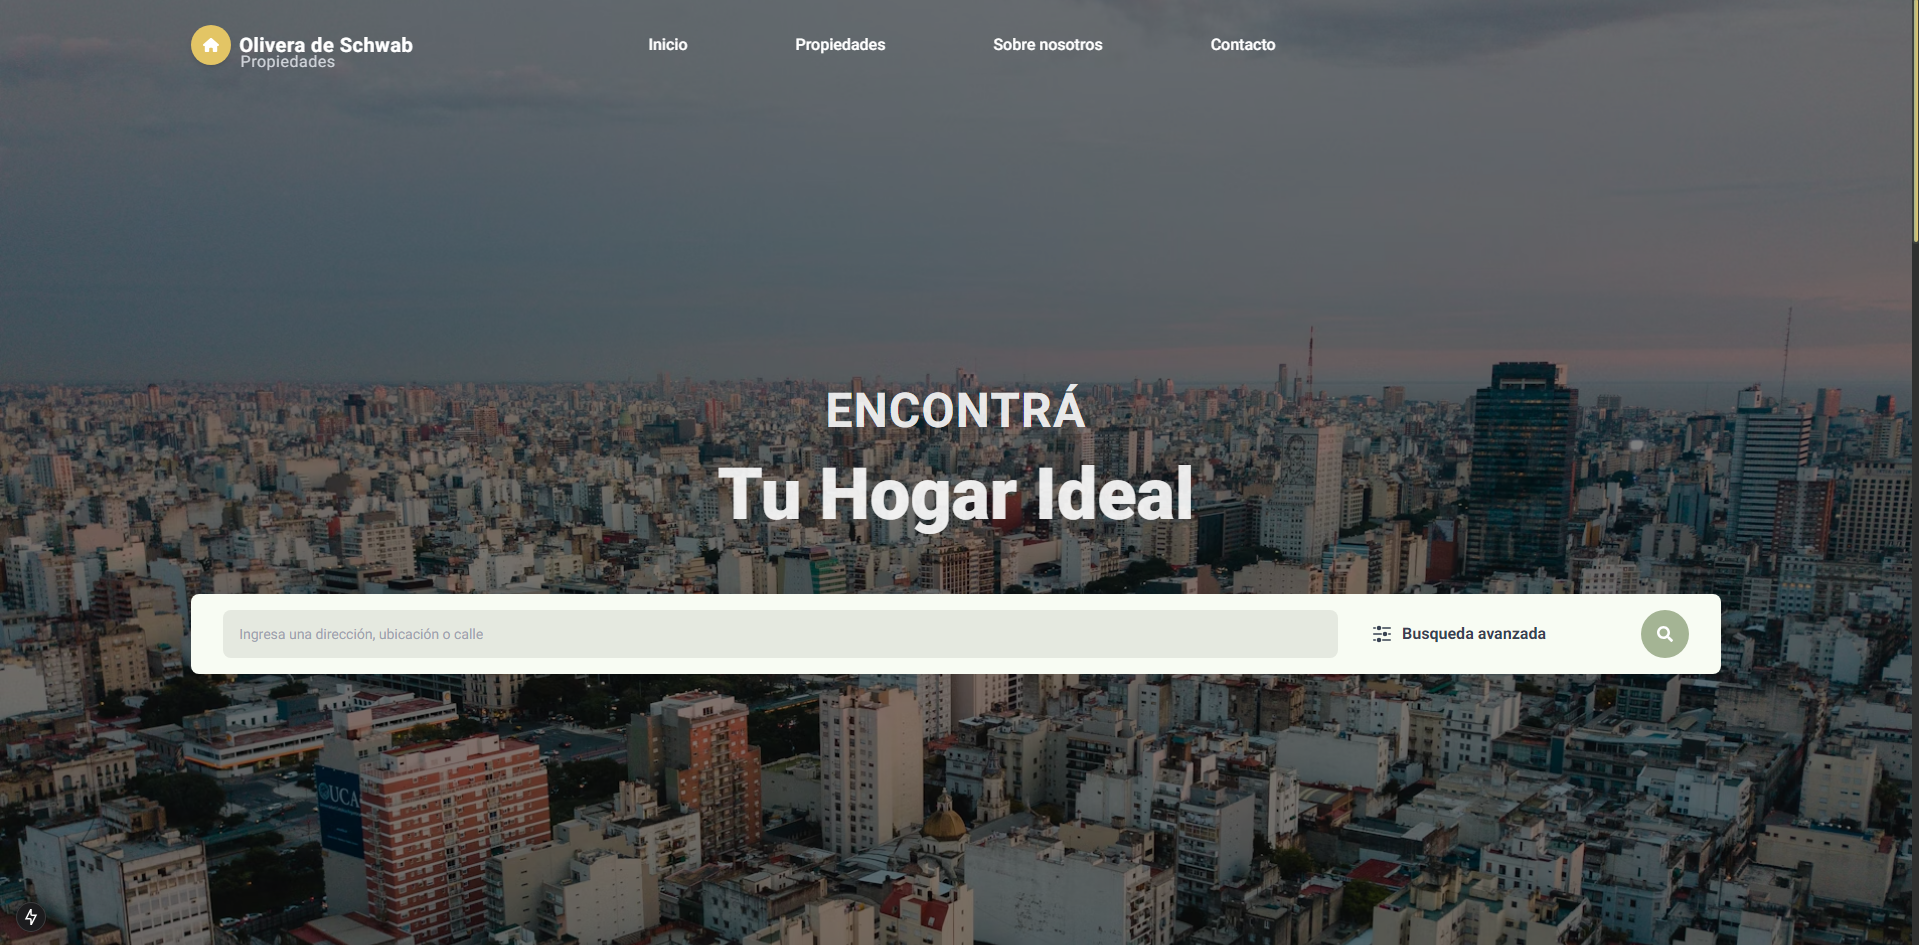 Olivera de Schwab
Propiedades
Inicio
Propiedades
Sobre nosotros
Contacto
ENCONTRÁ
Tu Hogar Ideal
Ingresa una dirección, ubicación o calle
Busqueda avanzada
UCA